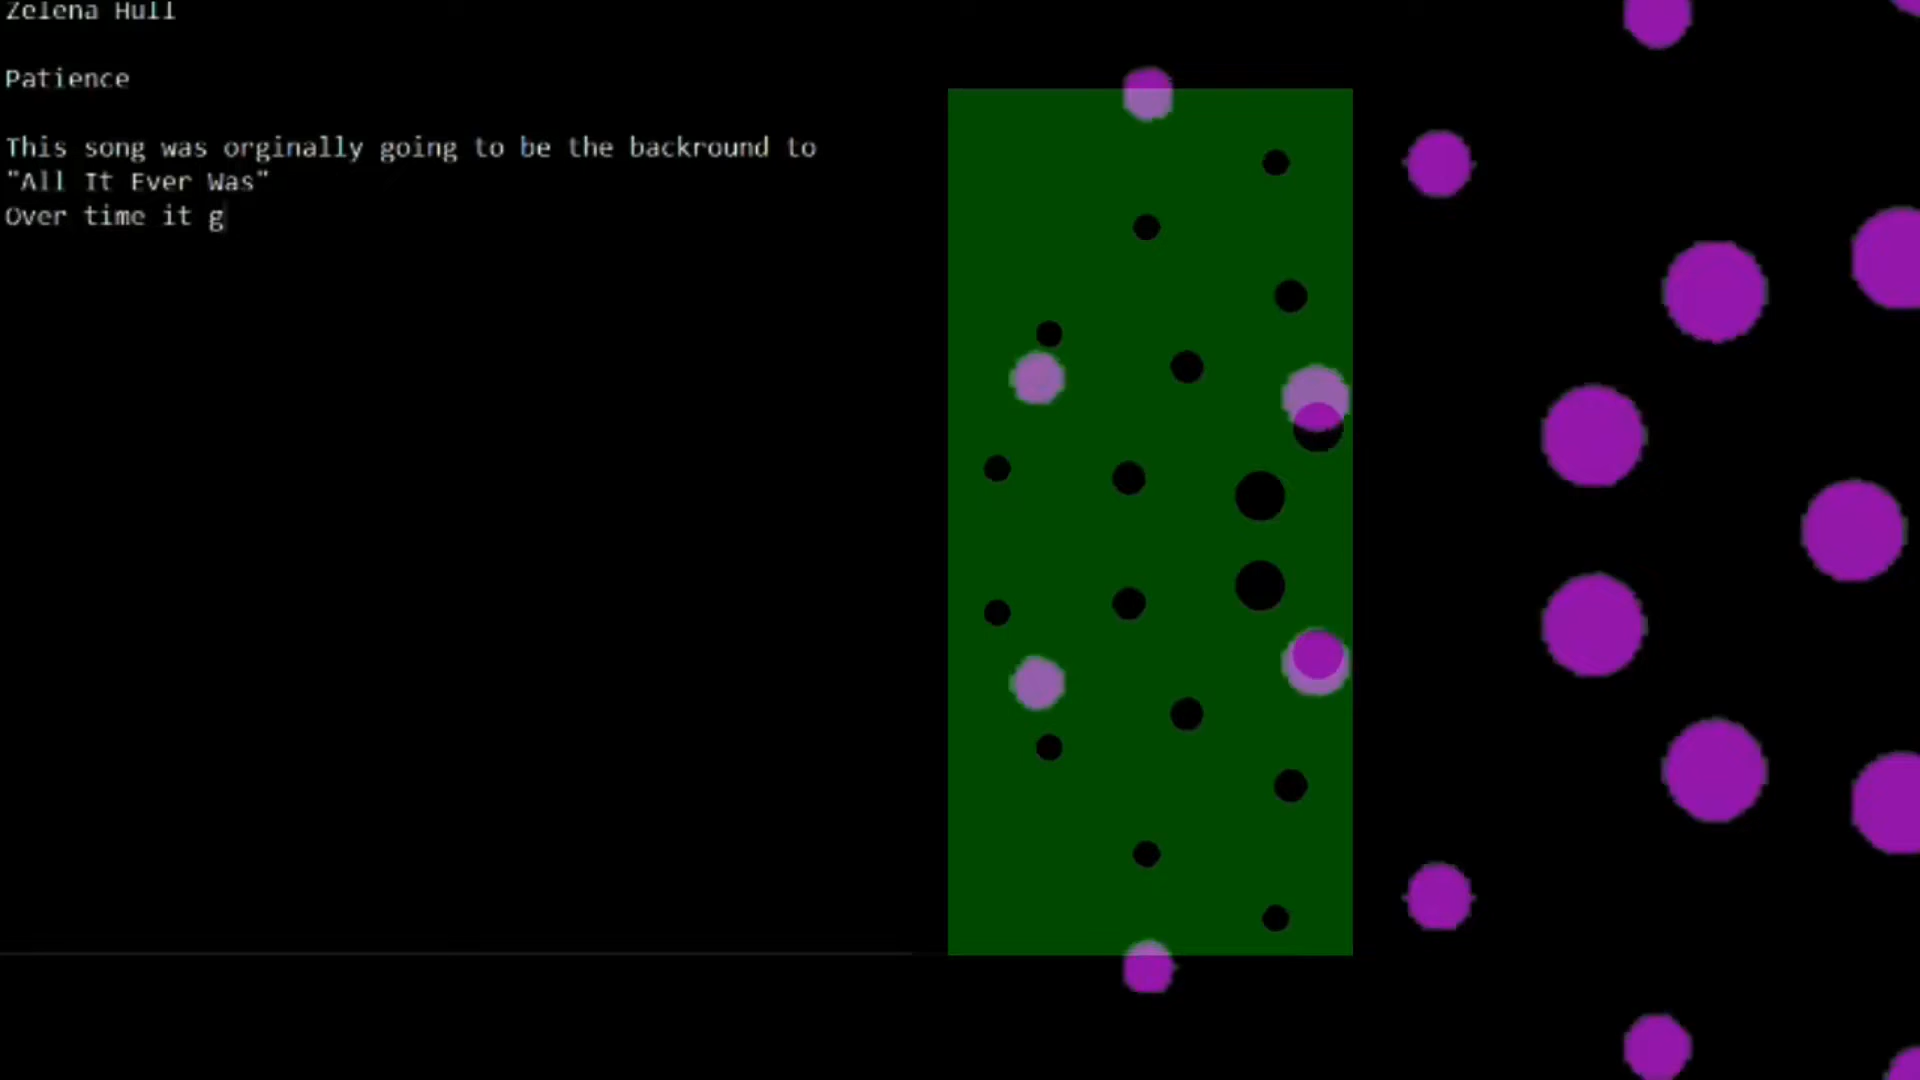 Zelena Hull
Patience
This song was orginally going to be the backround to
"All It Ever Was"
Over time it g